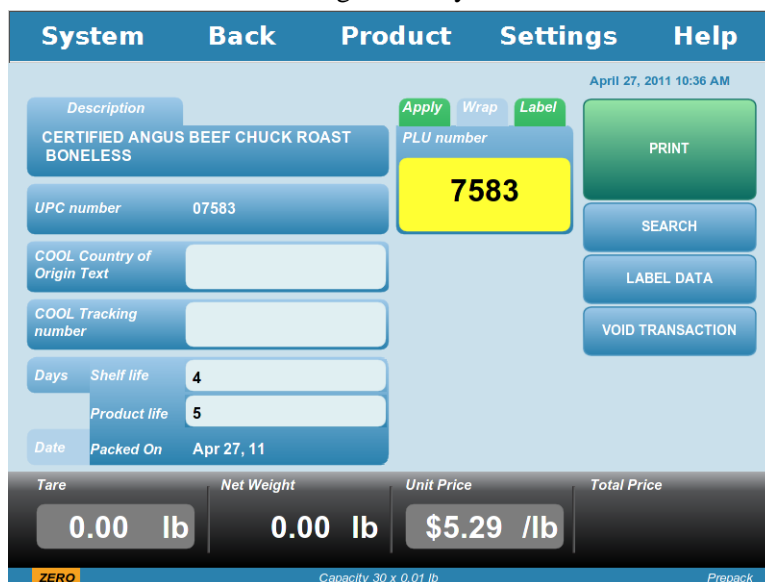 System Back Product Settings Help
April 27, 2011 10:36 AM
Description
CERTIFIED ANGUS BEEF CHUCK ROAST
BONELESS
Apply Wrap Label
PLU number
7583
PRINT
UPC number 07583
SEARCH
COOL Country of
Origin Text
LABEL DATA
COOL Tracking
number
VOID TRANSACTION
Days Shelf life 4
Product life 5
Date Packed On Apr 27, 11
Tare Net Weight Unit Price Total Price
0.00 lb 0.00 lb $5.29 /lb
ZERO Capacity 30 x 0.01 lb Prepack